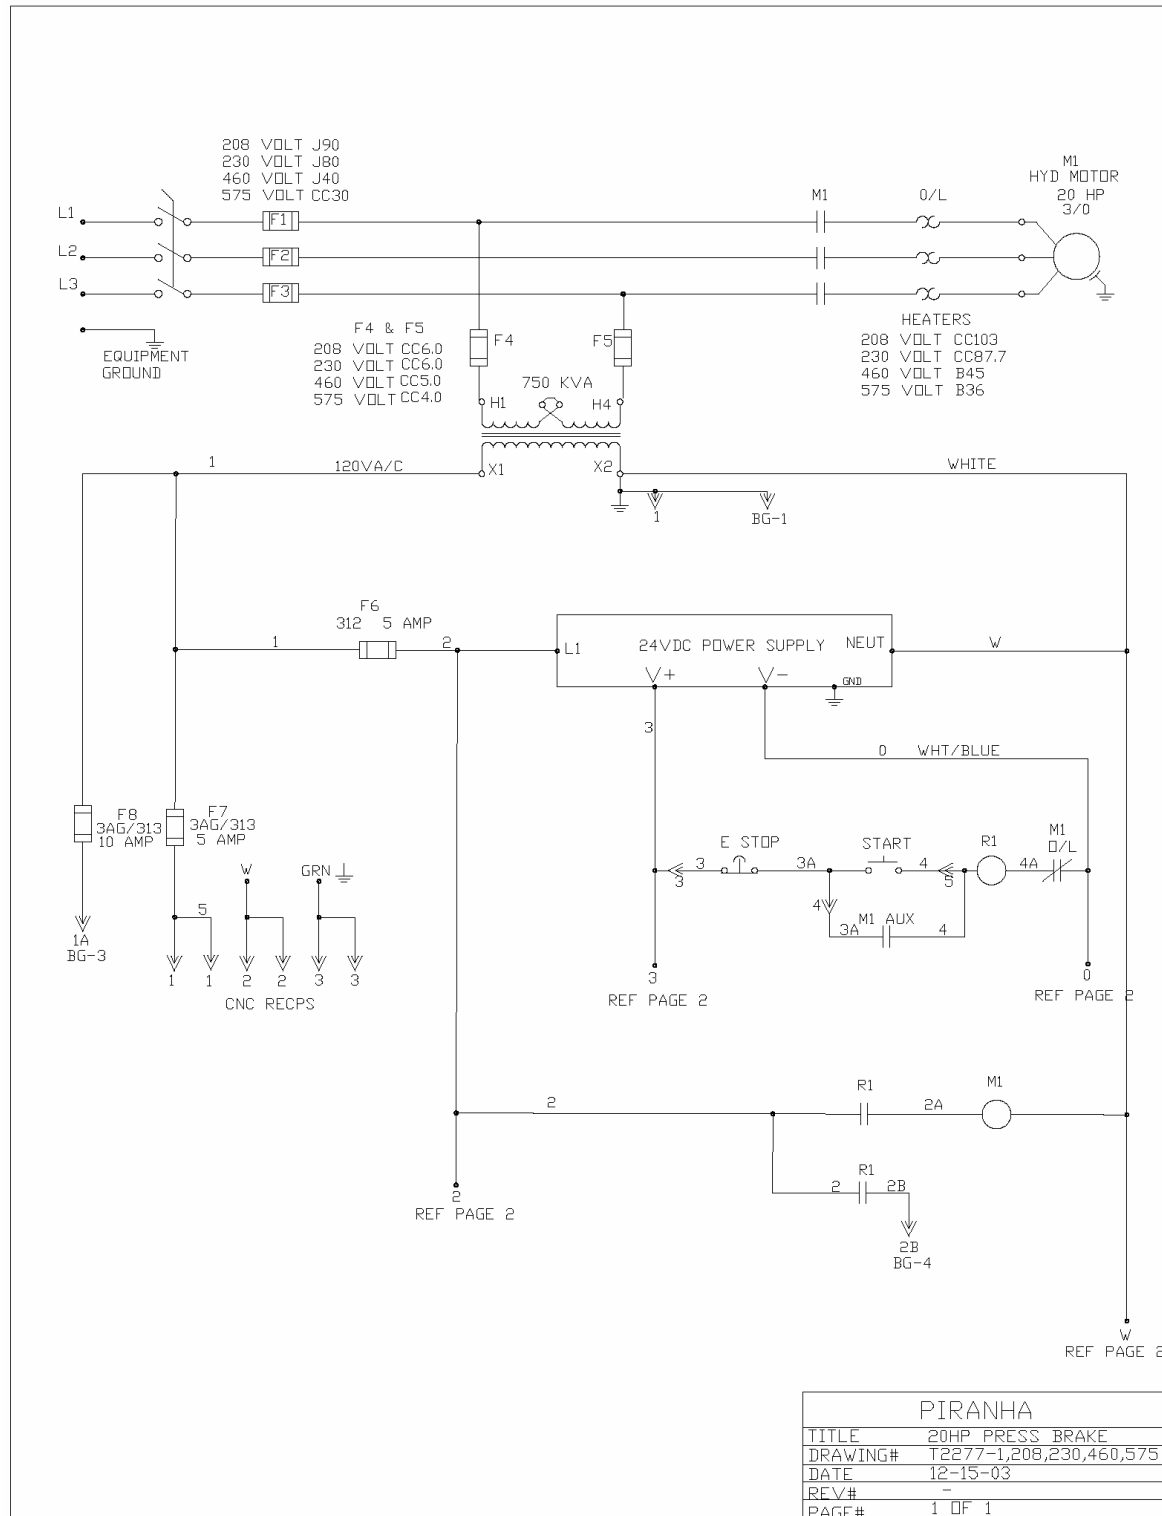 208 VOLT J90
230 VOLT J80
460 VOLT J40
575 VOLT CC30
M1
HYD MOTOR
20 HP
3/0
L1
F1
M1
O/L
L2
F2
L3
F3
EQUIPMENT
GROUND
F4 & F5
208 VOLT CC6.0
230 VOLT CC6.0
460 VOLT CC5.0
575 VOLT CC4.0
F4
F5
HEATERS
208 VOLT CC103
230 VOLT CC87.7
460 VOLT B45
575 VOLT B36
750 KVA
H1
H4
1
120VA/C
X1
X2
WHITE
1
BG-1
F6
312 5 AMP
1
2
L1
24VDC POWER SUPPLY
NEUT
W
V+
V-
GND
3
0 WHT/BLUE
F8
3AG/313
10 AMP
F7
3AG/313
5 AMP
E STOP
START
R1
M1
O/L
3
3
3A
4
5
4A
4
M1 AUX
3A
4
W
GRN
5
1A
BG-3
1
1
2
2
3
3
CNC RECPS
3
REF PAGE 2
0
REF PAGE 2
2
R1
2A
M1
2
REF PAGE 2
2
R1
2B
2B
BG-4
W
REF PAGE 2
PIRANHA
TITLE 20HP PRESS BRAKE
DRAWING# T2277-1,208,230,460,575
DATE 12-15-03
REV# -
PAGE# 1 OF 1